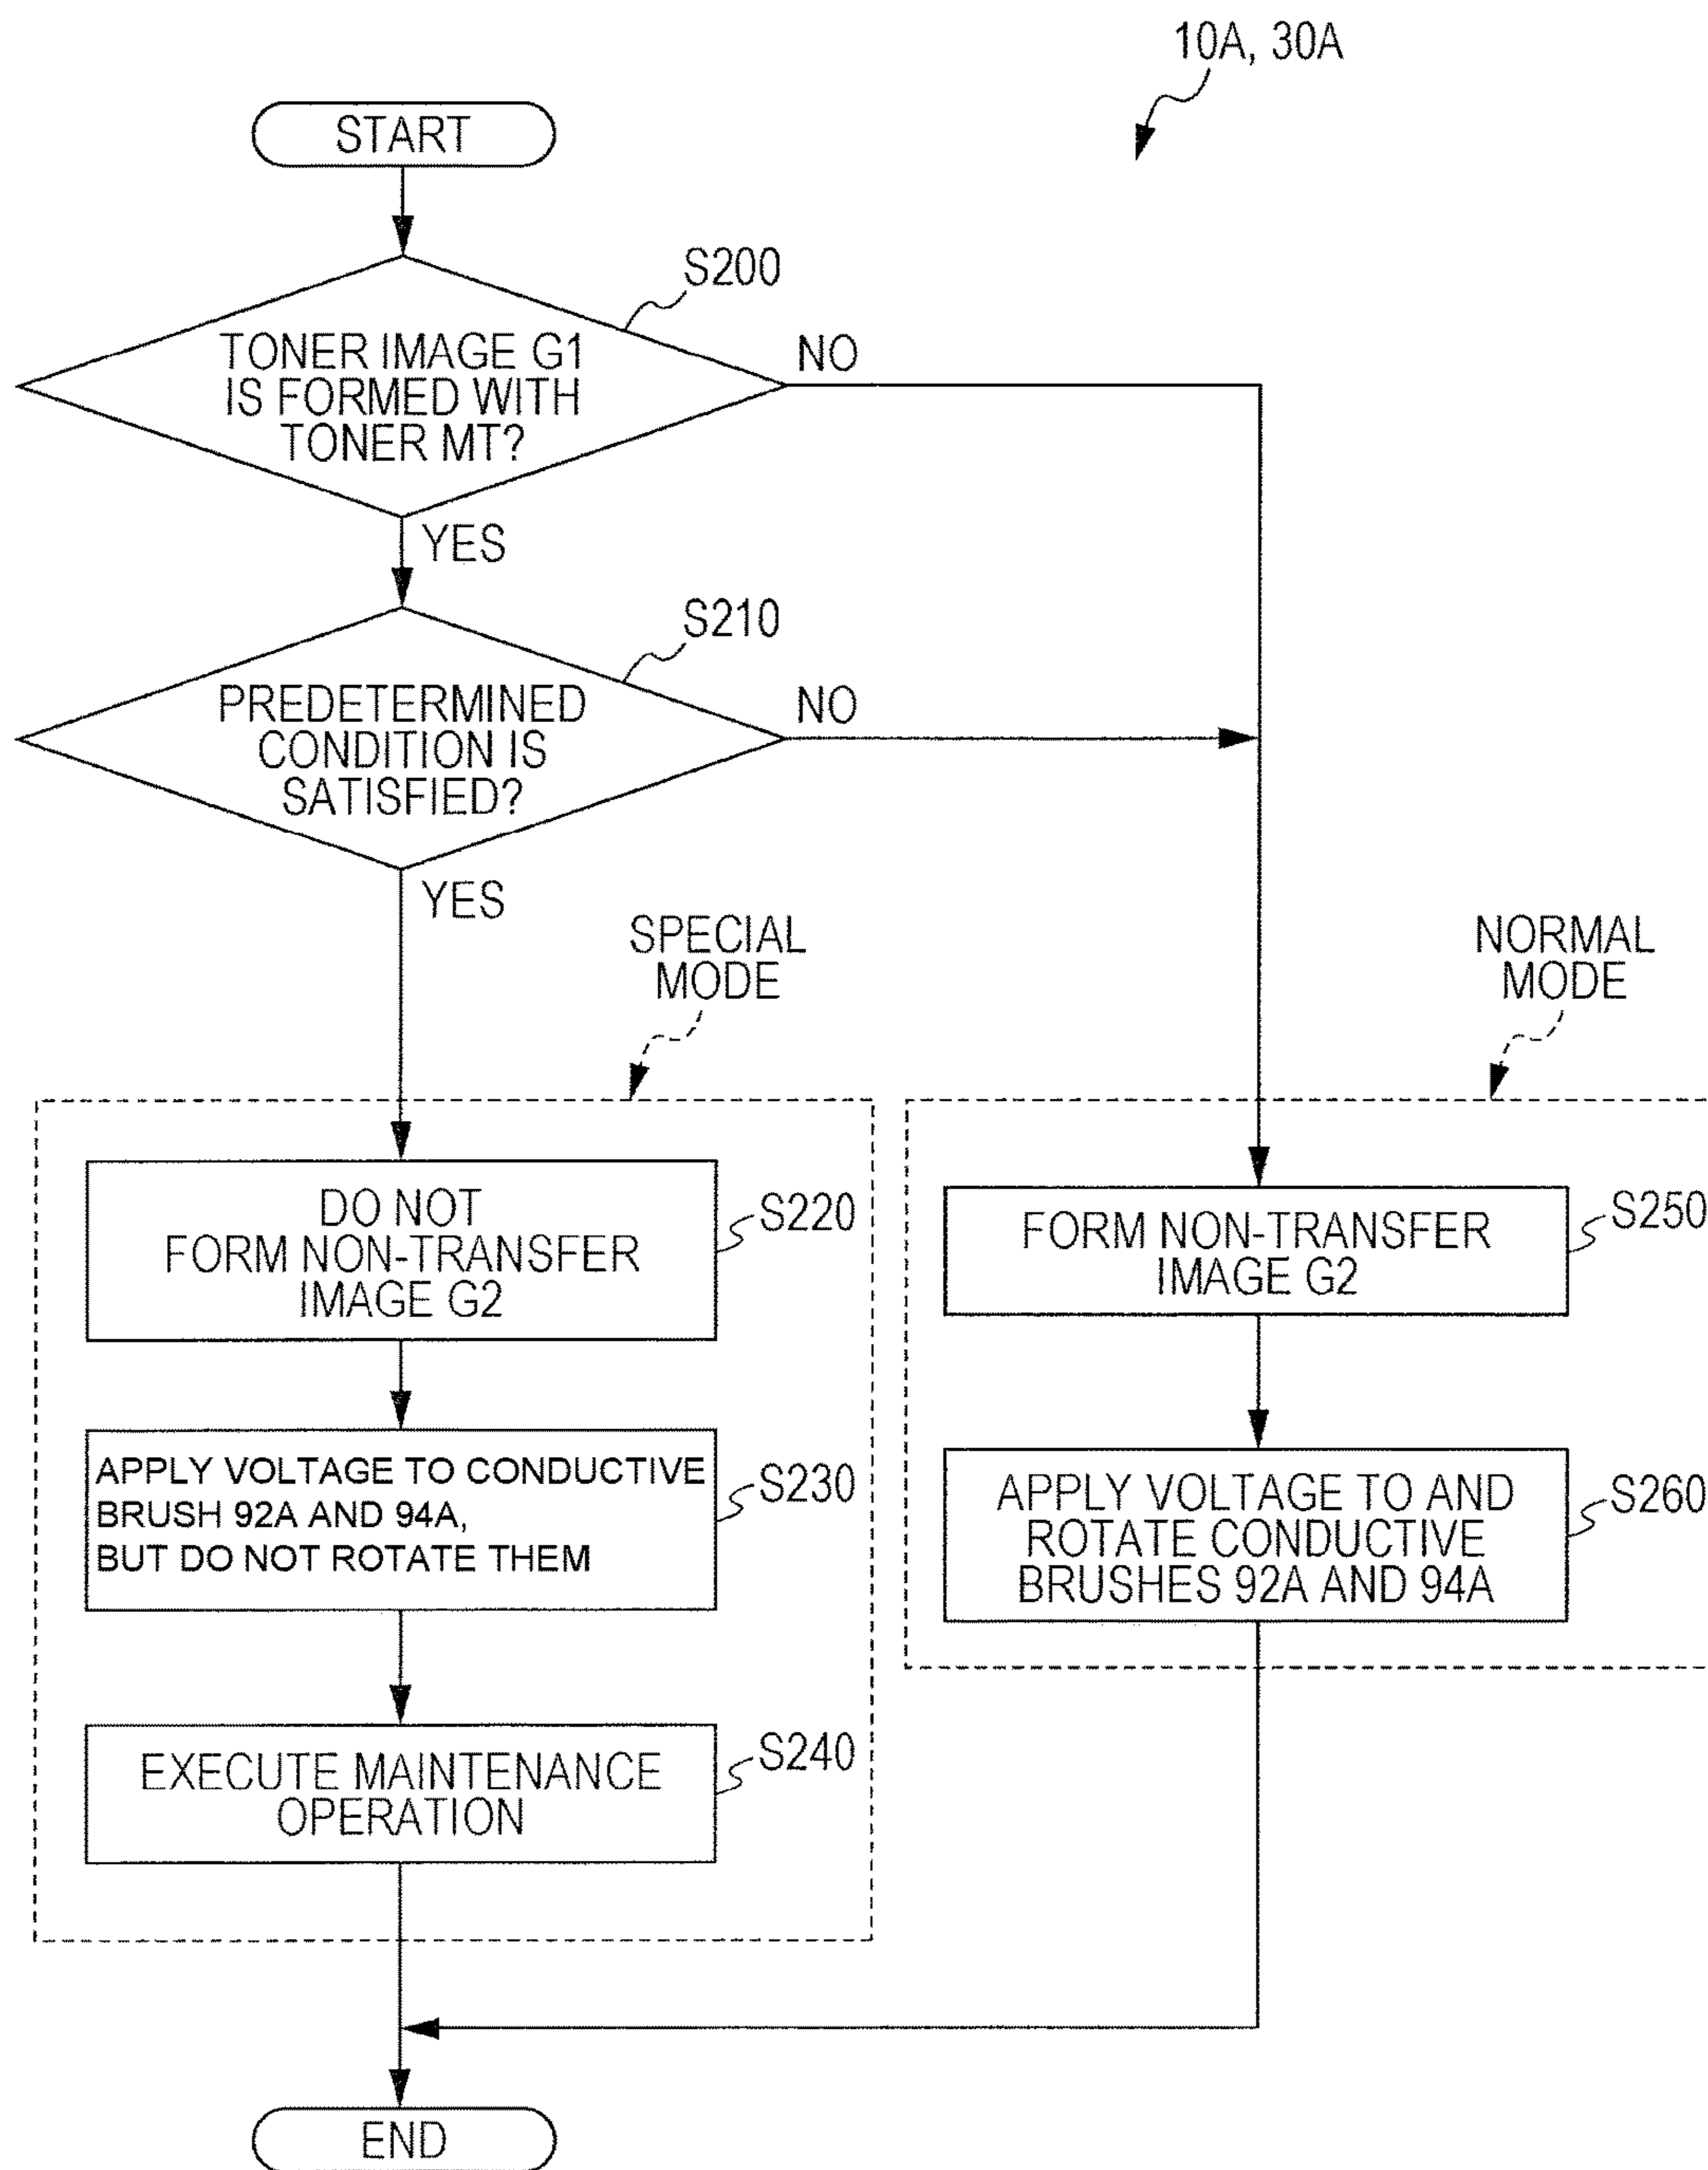 10A, 30A
START
S200
TONER IMAGE G1
IS FORMED WITH
TONER MT?
NO
YES
S210
PREDETERMINED
CONDITION IS
SATISFIED?
NO
YES
SPECIAL
MODE
NORMAL
MODE
DO NOT
FORM NON-TRANSFER
IMAGE G2
S220
FORM NON-TRANSFER
IMAGE G2
S250
APPLY VOLTAGE TO CONDUCTIVE
BRUSH 92A AND 94A,
BUT DO NOT ROTATE THEM
S230
APPLY VOLTAGE TO AND
ROTATE CONDUCTIVE
BRUSHES 92A AND 94A
S260
EXECUTE MAINTENANCE
OPERATION
S240
END